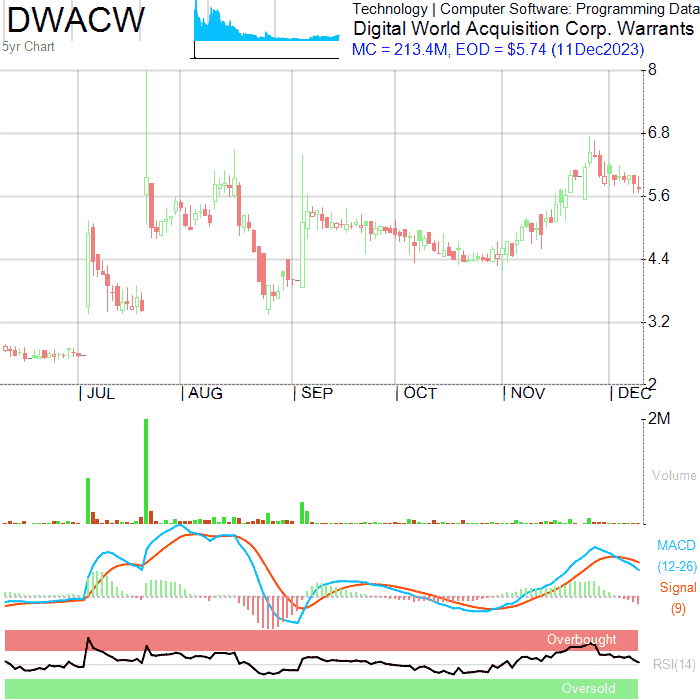 DWACW
5yr Chart
Technology | Computer Software: Programming Data
Digital World Acquisition Corp. Warrants
MC = 213.4M, EOD = $5.74 (11Dec2023)
8
6.8
5.6
4.4
3.2
2
| JUL | AUG | SEP | OCT | NOV | DEC
2M
Volume
MACD
(12-26)
Signal
(9)
Overbought
RSI(14)
Oversold